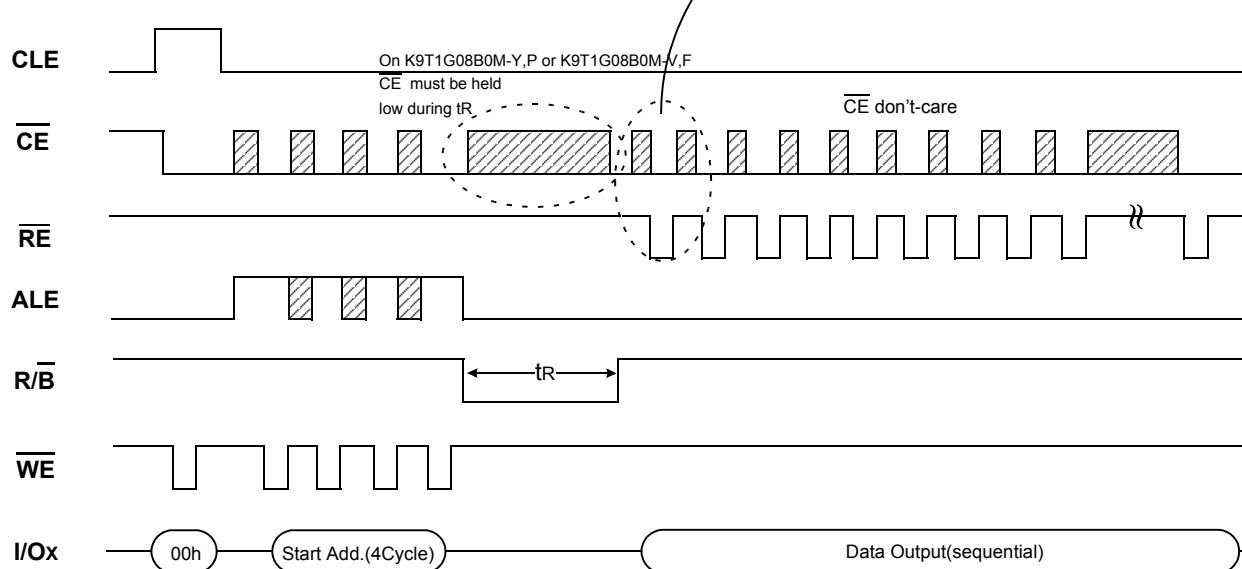 CLE
On K9T1G08B0M-Y,P or K9T1G08B0M-V,F
CE must be held
low during tR
CE don't-care
CE
RE
ALE
R/B
tR
WE
I/Ox
00h
Start Add.(4Cycle)
Data Output(sequential)